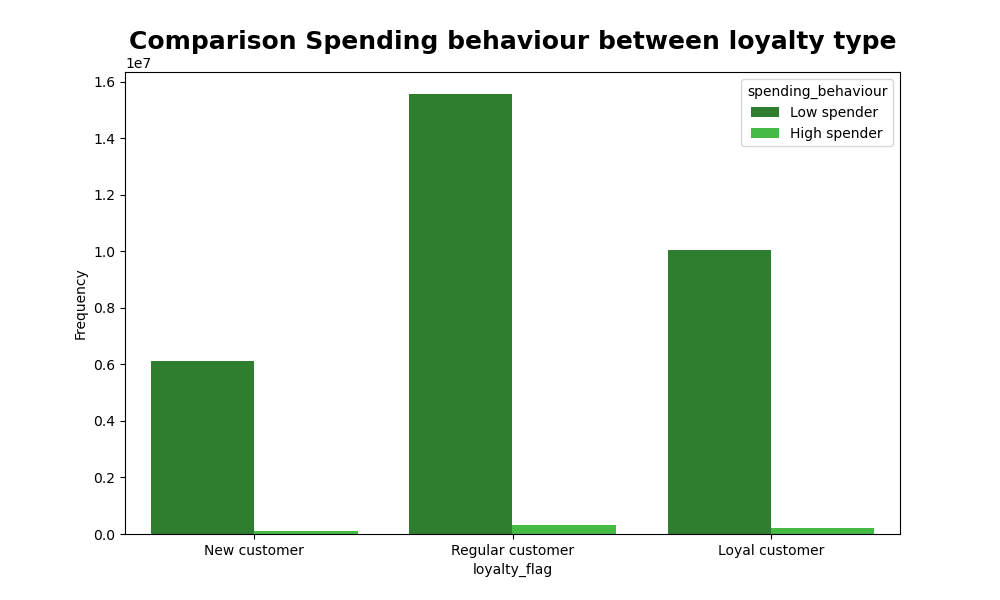 Comparison Spending behaviour between loyalty type
1e7
1.6
1.4
1.2
1.0
0.8
0.6
0.4
0.2
0.0
Frequency
spending_behaviour
Low spender
High spender
New customer
Regular customer
Loyal customer
loyalty_flag